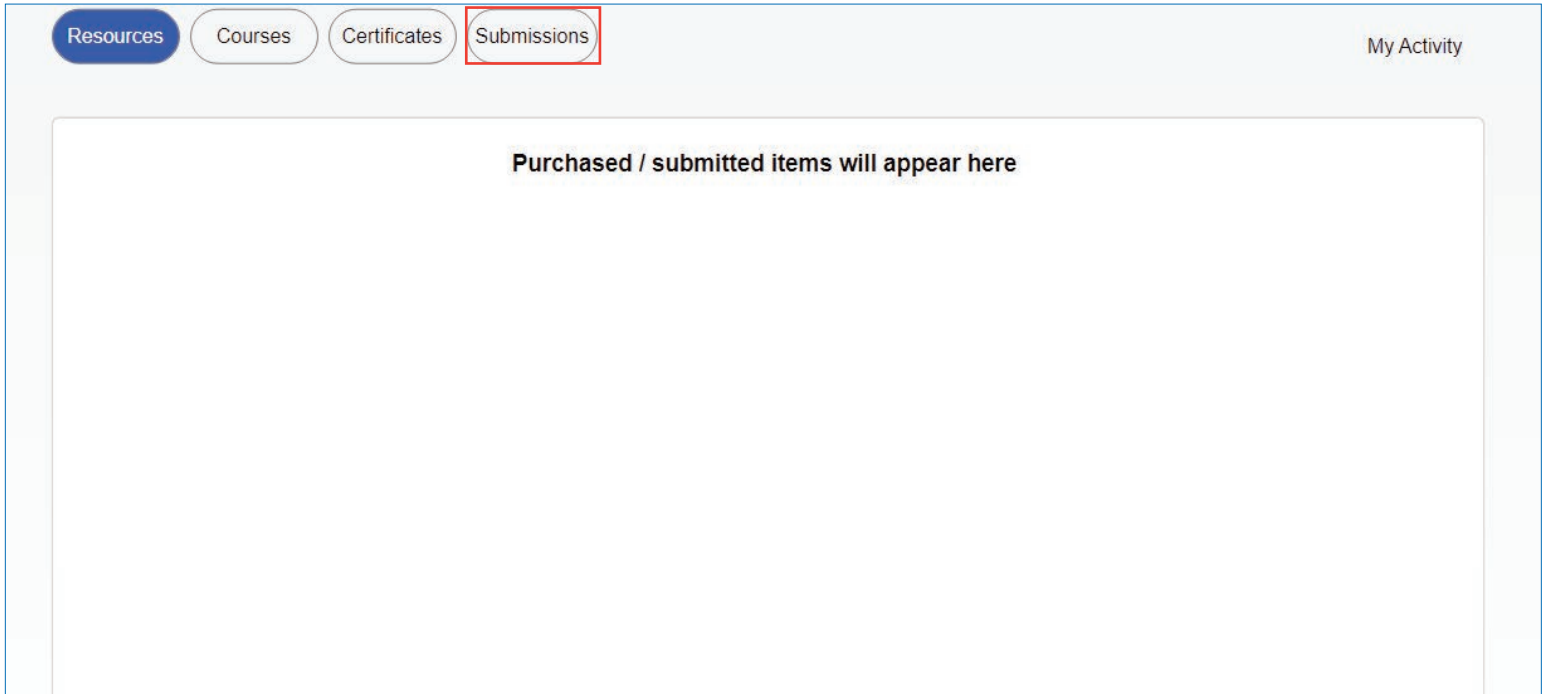 Resources Courses Certificates Submissions
My Activity
Purchased / submitted items will appear here